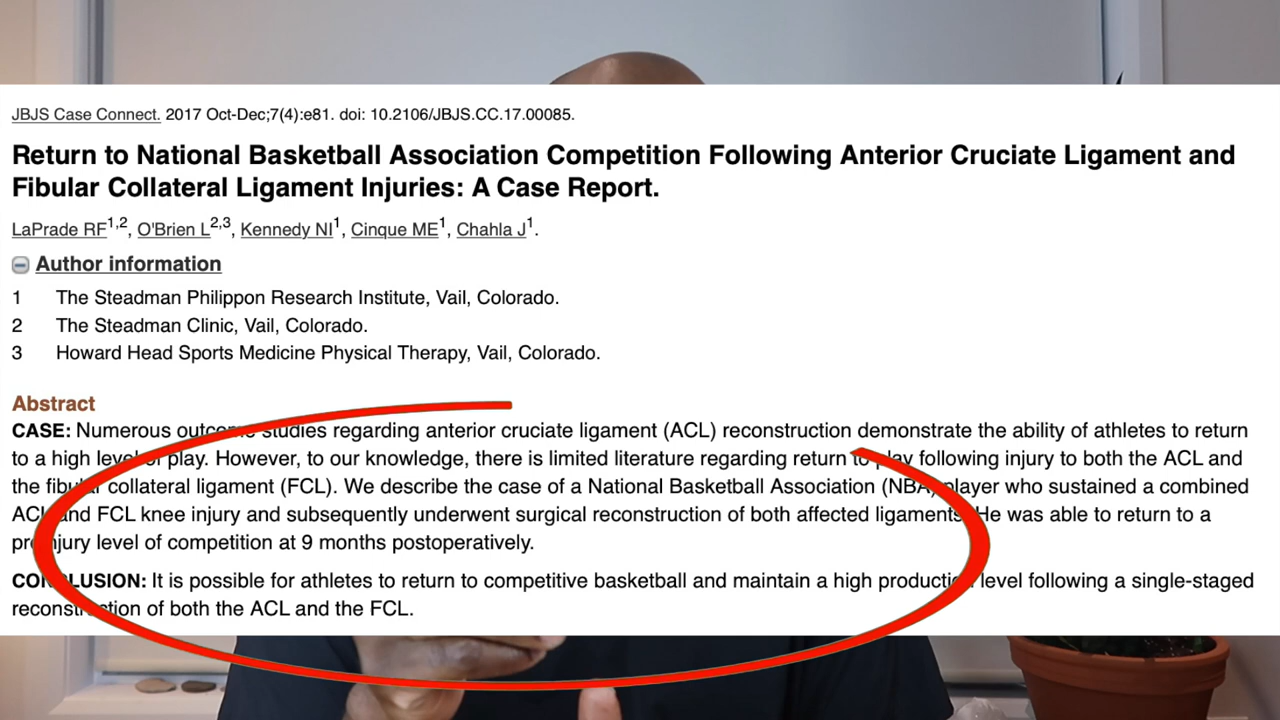 JBJS Case Connect. 2017 Oct-Dec;7(4):e81. doi: 10.2106/JBJS.CC.17.00085.
Return to National Basketball Association Competition Following Anterior Cruciate Ligament and
Fibular Collateral Ligament Injuries: A Case Report.
LaPrade RF1,2, O'Brien L2,3, Kennedy NI1, Cinque ME1, Chahla J1.
Author information
1 The Steadman Philippon Research Institute, Vail, Colorado.
2 The Steadman Clinic, Vail, Colorado.
3 Howard Head Sports Medicine Physical Therapy, Vail, Colorado.
Abstract
CASE: Numerous outcome studies regarding anterior cruciate ligament (ACL) reconstruction demonstrate the ability of athletes to return
to a high level of play. However, to our knowledge, there is limited literature regarding return to play following injury to both the ACL and
the fibular collateral ligament (FCL). We describe the case of a National Basketball Association (NBA) player who sustained a combined
ACL and FCL knee injury and subsequently underwent surgical reconstruction of both affected ligaments. He was able to return to a
preinjury level of competition at 9 months postoperatively.
CONCLUSION: It is possible for athletes to return to competitive basketball and maintain a high production level following a single-staged
reconstruction of both the ACL and the FCL.